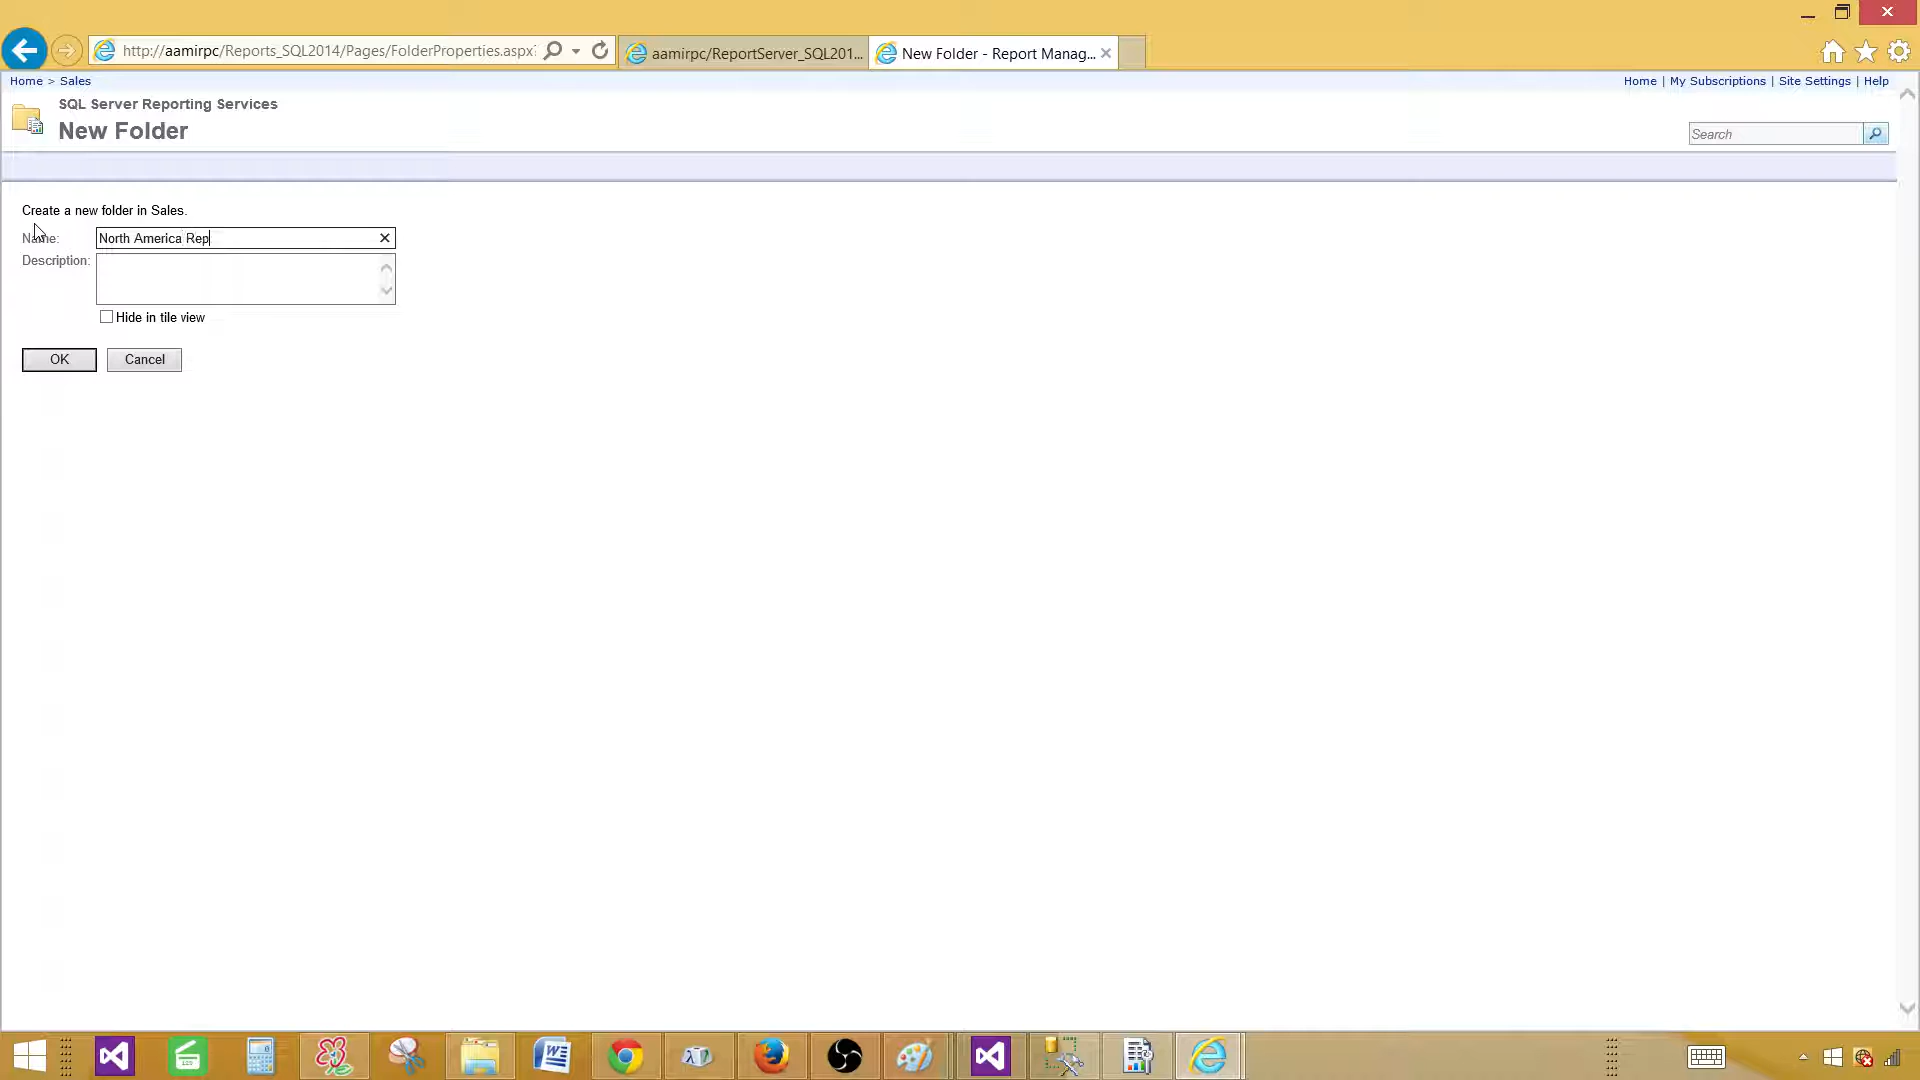 http://aamirpc/Reports_SQL2014/Pages/FolderProperties.aspx?
aamirpc/ReportServer_SQL201...
New Folder - Report Manag...
Home > Sales
Home | My Subscriptions | Site Settings | Help
SQL Server Reporting Services
New Folder
Search
Create a new folder in Sales.
Name:
North America Rep
Description:
Hide in tile view
OK
Cancel